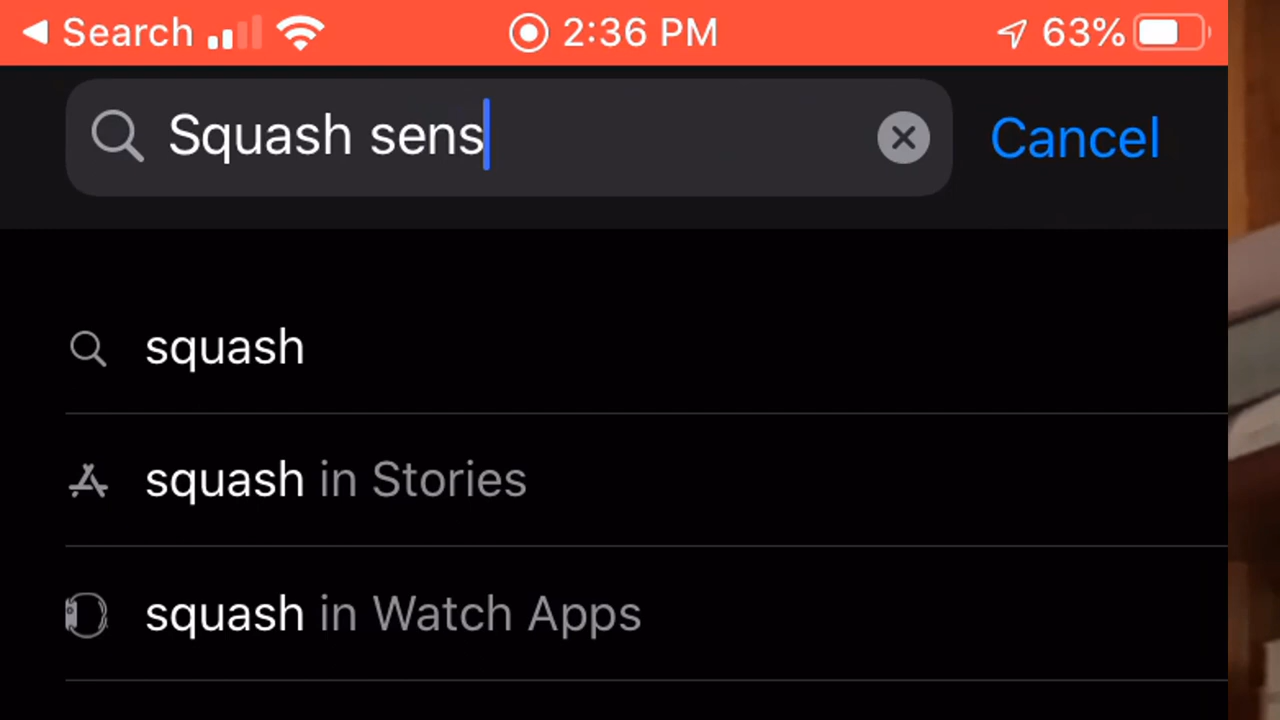 Search 2:36 PM 63%
Squash sens Cancel
squash
squash in Stories
squash in Watch Apps